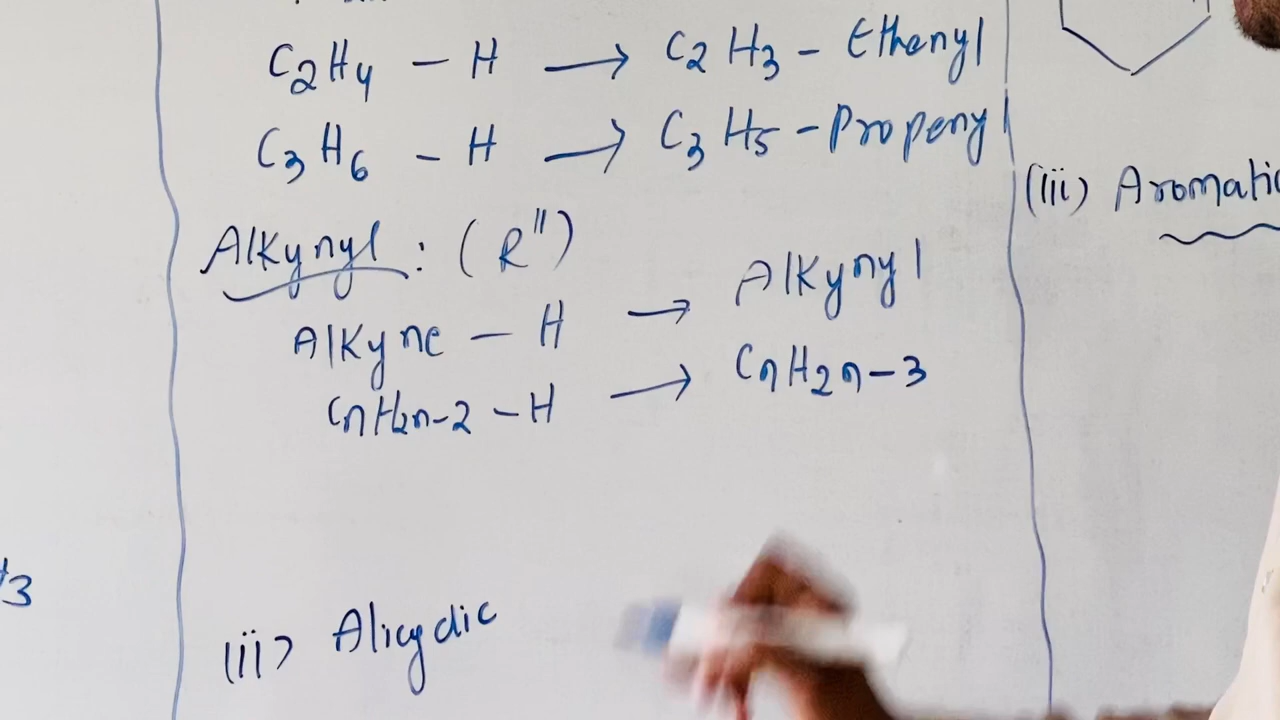 C2H4 - H → C2H3 - Ethenyl
C3H6 - H → C3H5 - Propenyl
Alkynyl : (R")
Alkyne - H → Alkynyl
CnH2n-2 - H → CnH2n-3
(ii) Alicyclic
(iii) Aromatic